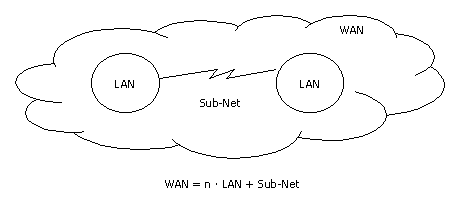 WAN
LAN
LAN
Sub-Net
WAN = n · LAN + Sub-Net